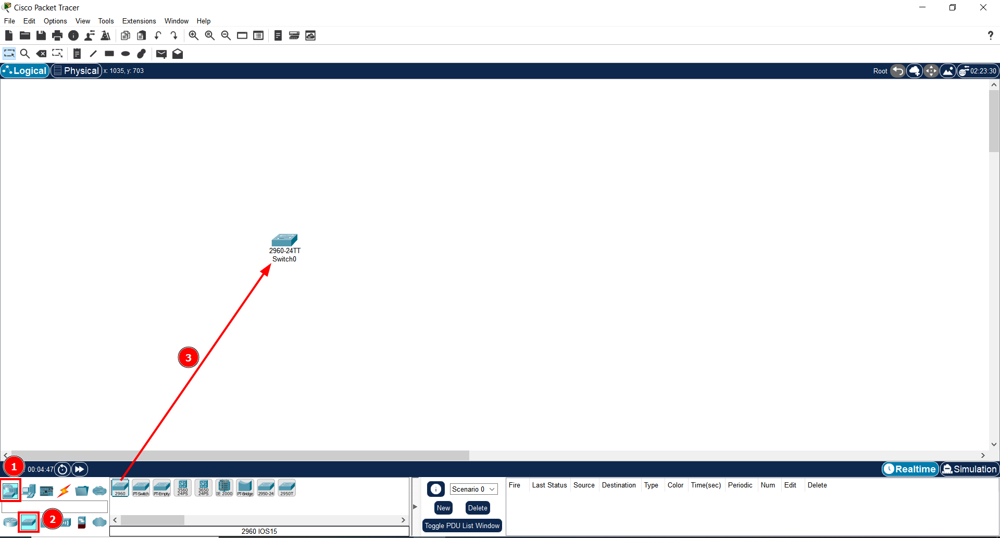 Cisco Packet Tracer
File Edit Options View Tools Extensions Window Help
Logical Physical x: 1035, y: 703 Root 02:23:30
2960-24TT
Switch0
3
1 00:04:47 Realtime Simulation
2960 PT-Switch PT-Empty 3560 24PS 3650 24PS IE 2000 PT-Bridge 2950-24 2950T
Scenario 0
Fire Last Status Source Destination Type Color Time(sec) Periodic Num Edit Delete
New Delete
2
Toggle PDU List Window
2960 IOS15